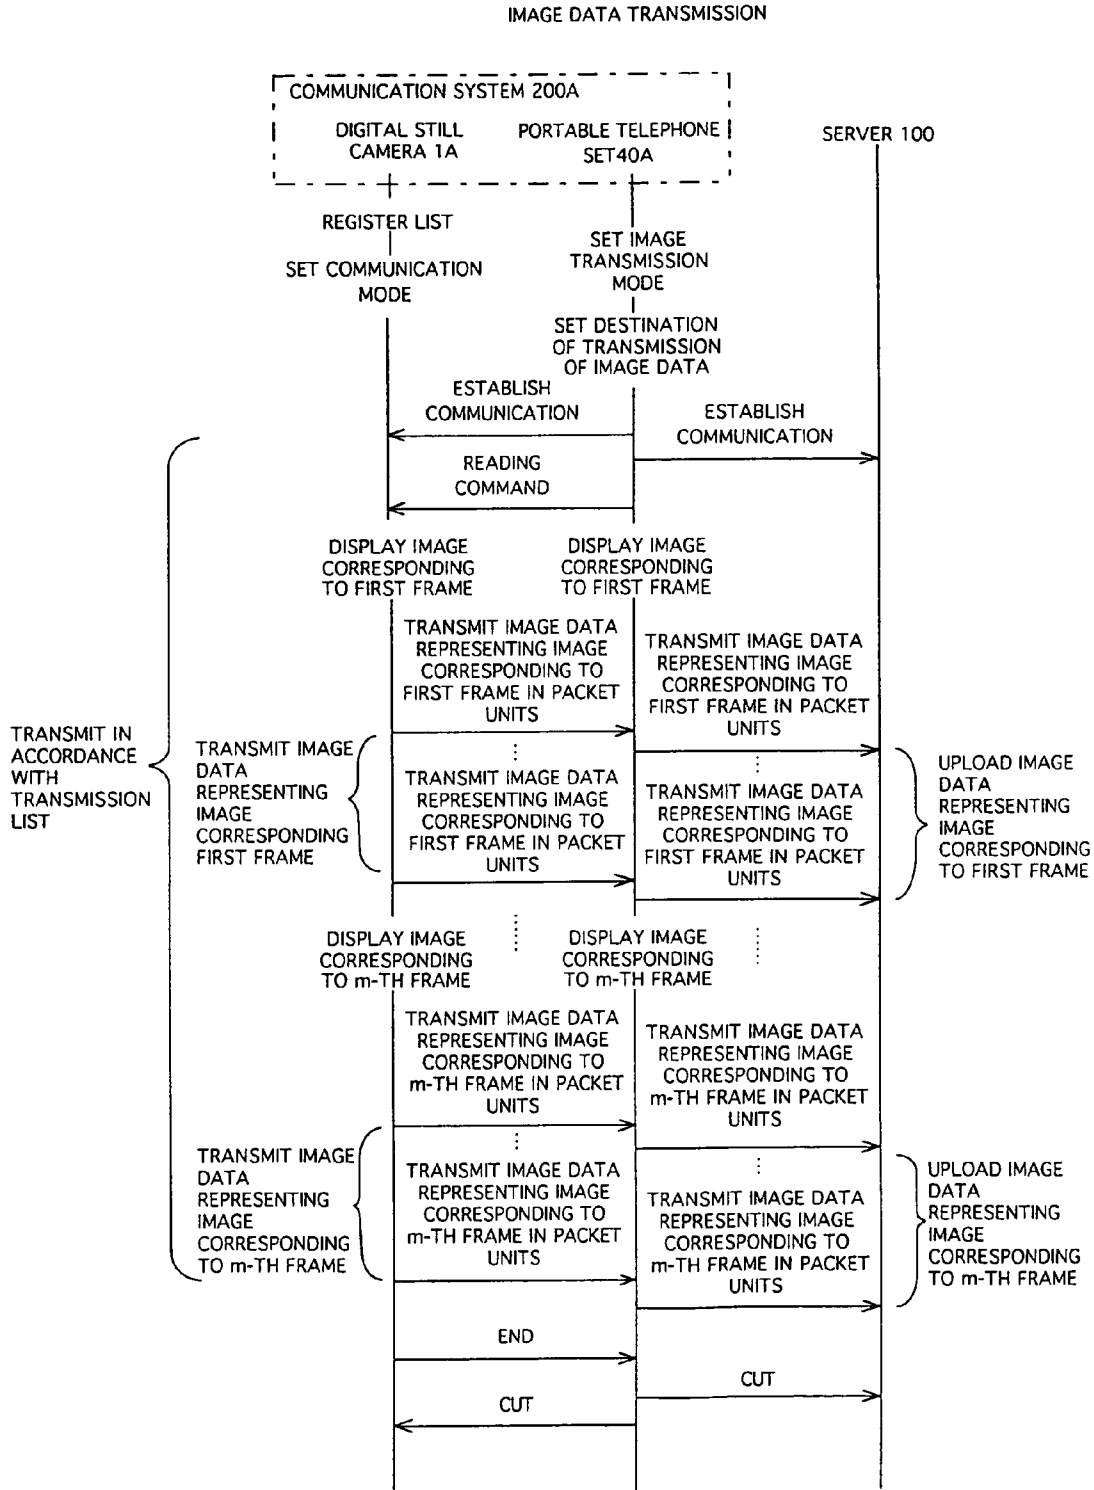 IMAGE DATA TRANSMISSION
COMMUNICATION SYSTEM 200A
DIGITAL STILL
CAMERA 1A
PORTABLE TELEPHONE
SET40A
SERVER 100
REGISTER LIST
SET COMMUNICATION
MODE
SET IMAGE
TRANSMISSION
MODE
SET DESTINATION
OF TRANSMISSION
OF IMAGE DATA
ESTABLISH
COMMUNICATION
ESTABLISH
COMMUNICATION
READING
COMMAND
DISPLAY IMAGE
CORRESPONDING
TO FIRST FRAME
DISPLAY IMAGE
CORRESPONDING
TO FIRST FRAME
TRANSMIT IMAGE DATA
REPRESENTING IMAGE
CORRESPONDING TO
FIRST FRAME IN PACKET
UNITS
TRANSMIT IMAGE DATA
REPRESENTING IMAGE
CORRESPONDING TO
FIRST FRAME IN PACKET
UNITS
TRANSMIT IN
ACCORDANCE
WITH
TRANSMISSION
LIST
TRANSMIT IMAGE
DATA
REPRESENTING
IMAGE
CORRESPONDING
FIRST FRAME
TRANSMIT IMAGE DATA
REPRESENTING IMAGE
CORRESPONDING TO
FIRST FRAME IN PACKET
UNITS
TRANSMIT IMAGE DATA
REPRESENTING IMAGE
CORRESPONDING TO
FIRST FRAME IN PACKET
UNITS
UPLOAD IMAGE
DATA
REPRESENTING
IMAGE
CORRESPONDING
TO FIRST FRAME
DISPLAY IMAGE
CORRESPONDING
TO m-TH FRAME
DISPLAY IMAGE
CORRESPONDING
TO m-TH FRAME
TRANSMIT IMAGE DATA
REPRESENTING IMAGE
CORRESPONDING TO
m-TH FRAME IN PACKET
UNITS
TRANSMIT IMAGE DATA
REPRESENTING IMAGE
CORRESPONDING TO
m-TH FRAME IN PACKET
UNITS
TRANSMIT IMAGE
DATA
REPRESENTING
IMAGE
CORRESPONDING
TO m-TH FRAME
TRANSMIT IMAGE DATA
REPRESENTING IMAGE
CORRESPONDING TO
m-TH FRAME IN PACKET
UNITS
TRANSMIT IMAGE DATA
REPRESENTING IMAGE
CORRESPONDING TO
m-TH FRAME IN PACKET
UNITS
UPLOAD IMAGE
DATA
REPRESENTING
IMAGE
CORRESPONDING
TO m-TH FRAME
END
CUT
CUT